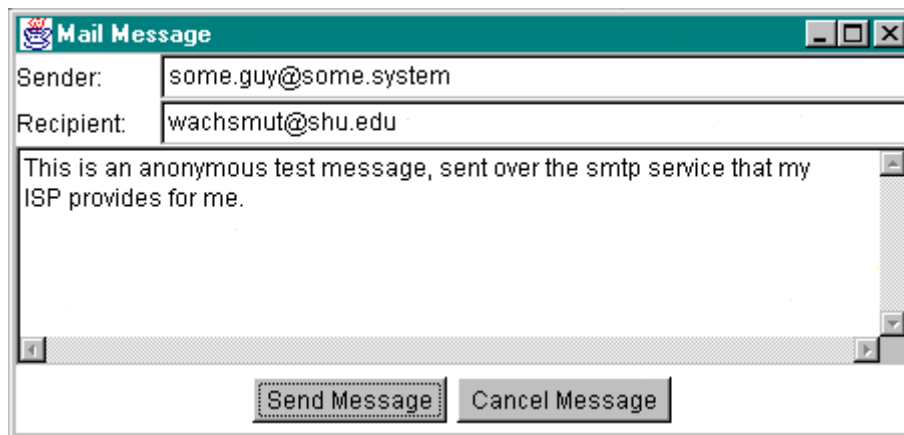 Mail Message
Sender: some.guy@some.system
Recipient: wachsmut@shu.edu
This is an anonymous test message, sent over the smtp service that my
ISP provides for me.
Send Message Cancel Message